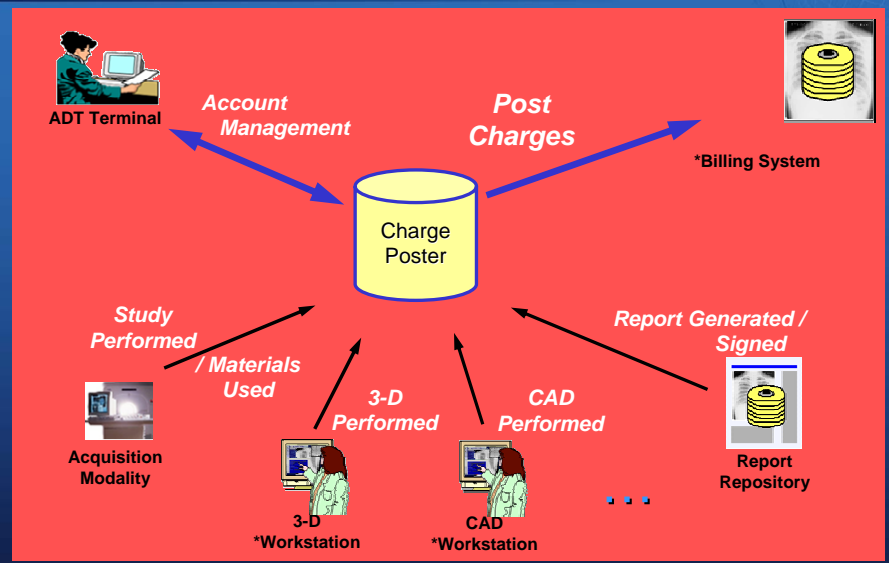 ADT Terminal
Account
Management
Post
Charges
*Billing System
Charge
Poster
Study
Performed
/ Materials
Used
3-D
Performed
CAD
Performed
Report Generated /
Signed
Acquisition
Modality
3-D
*Workstation
CAD
*Workstation
...
Report
Repository